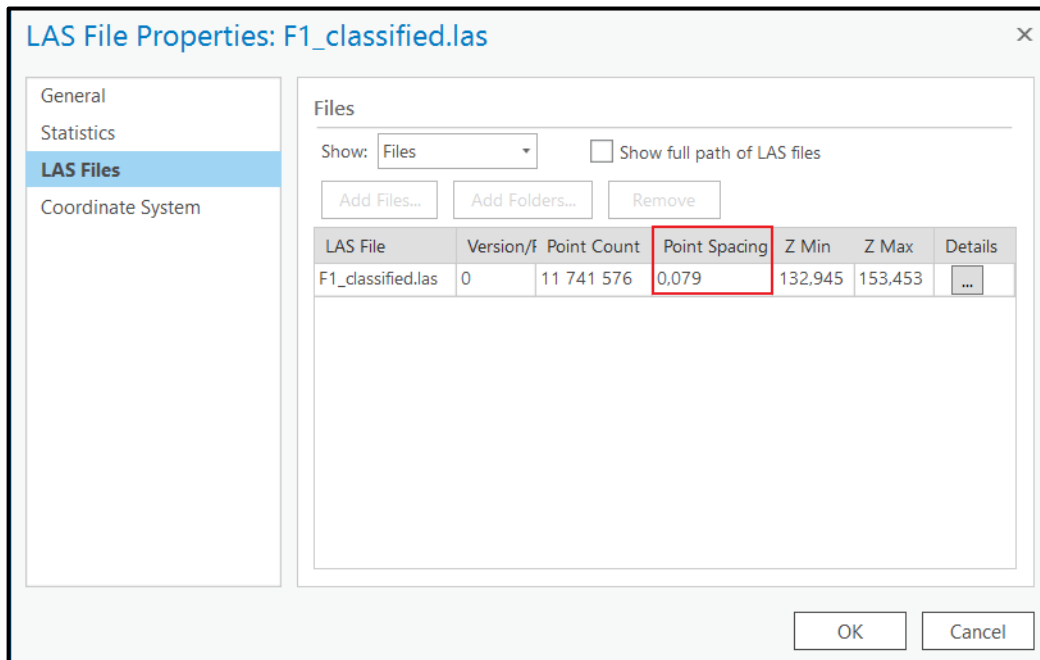 LAS File Properties: F1_classified.las
General
Statistics
LAS Files
Coordinate System
Files
Show: Files
Show full path of LAS files
Add Files... Add Folders... Remove
LAS File Version/F Point Count Point Spacing Z Min Z Max Details
F1_classified.las 0 11 741 576 0,079 132,945 153,453 ...
OK Cancel